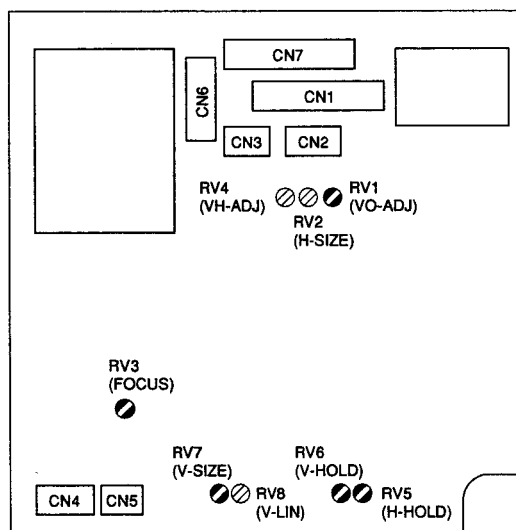 CN7
CN6
CN1
CN3
CN2
RV4
(VH-ADJ)
RV1
(VO-ADJ)
RV2
(H-SIZE)
RV3
(FOCUS)
RV7
(V-SIZE)
RV6
(V-HOLD)
CN4
CN5
RV8
(V-LIN)
RV5
(H-HOLD)